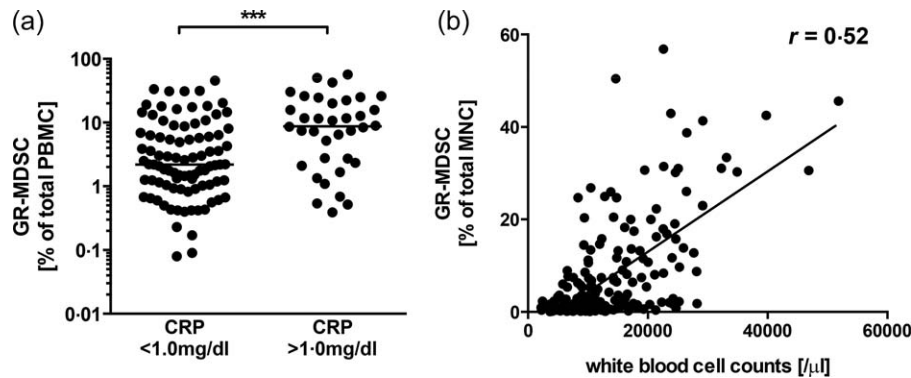 (a)
***
GR-MDSC
[% of total PBMC]
100
10
1
0·1
0·01
CRP
<1.0mg/dl
CRP
>1·0mg/dl
(b)
r = 0·52
GR-MDSC
[% of total MNC]
60
40
20
0
0
20000
40000
60000
white blood cell counts [/μl]